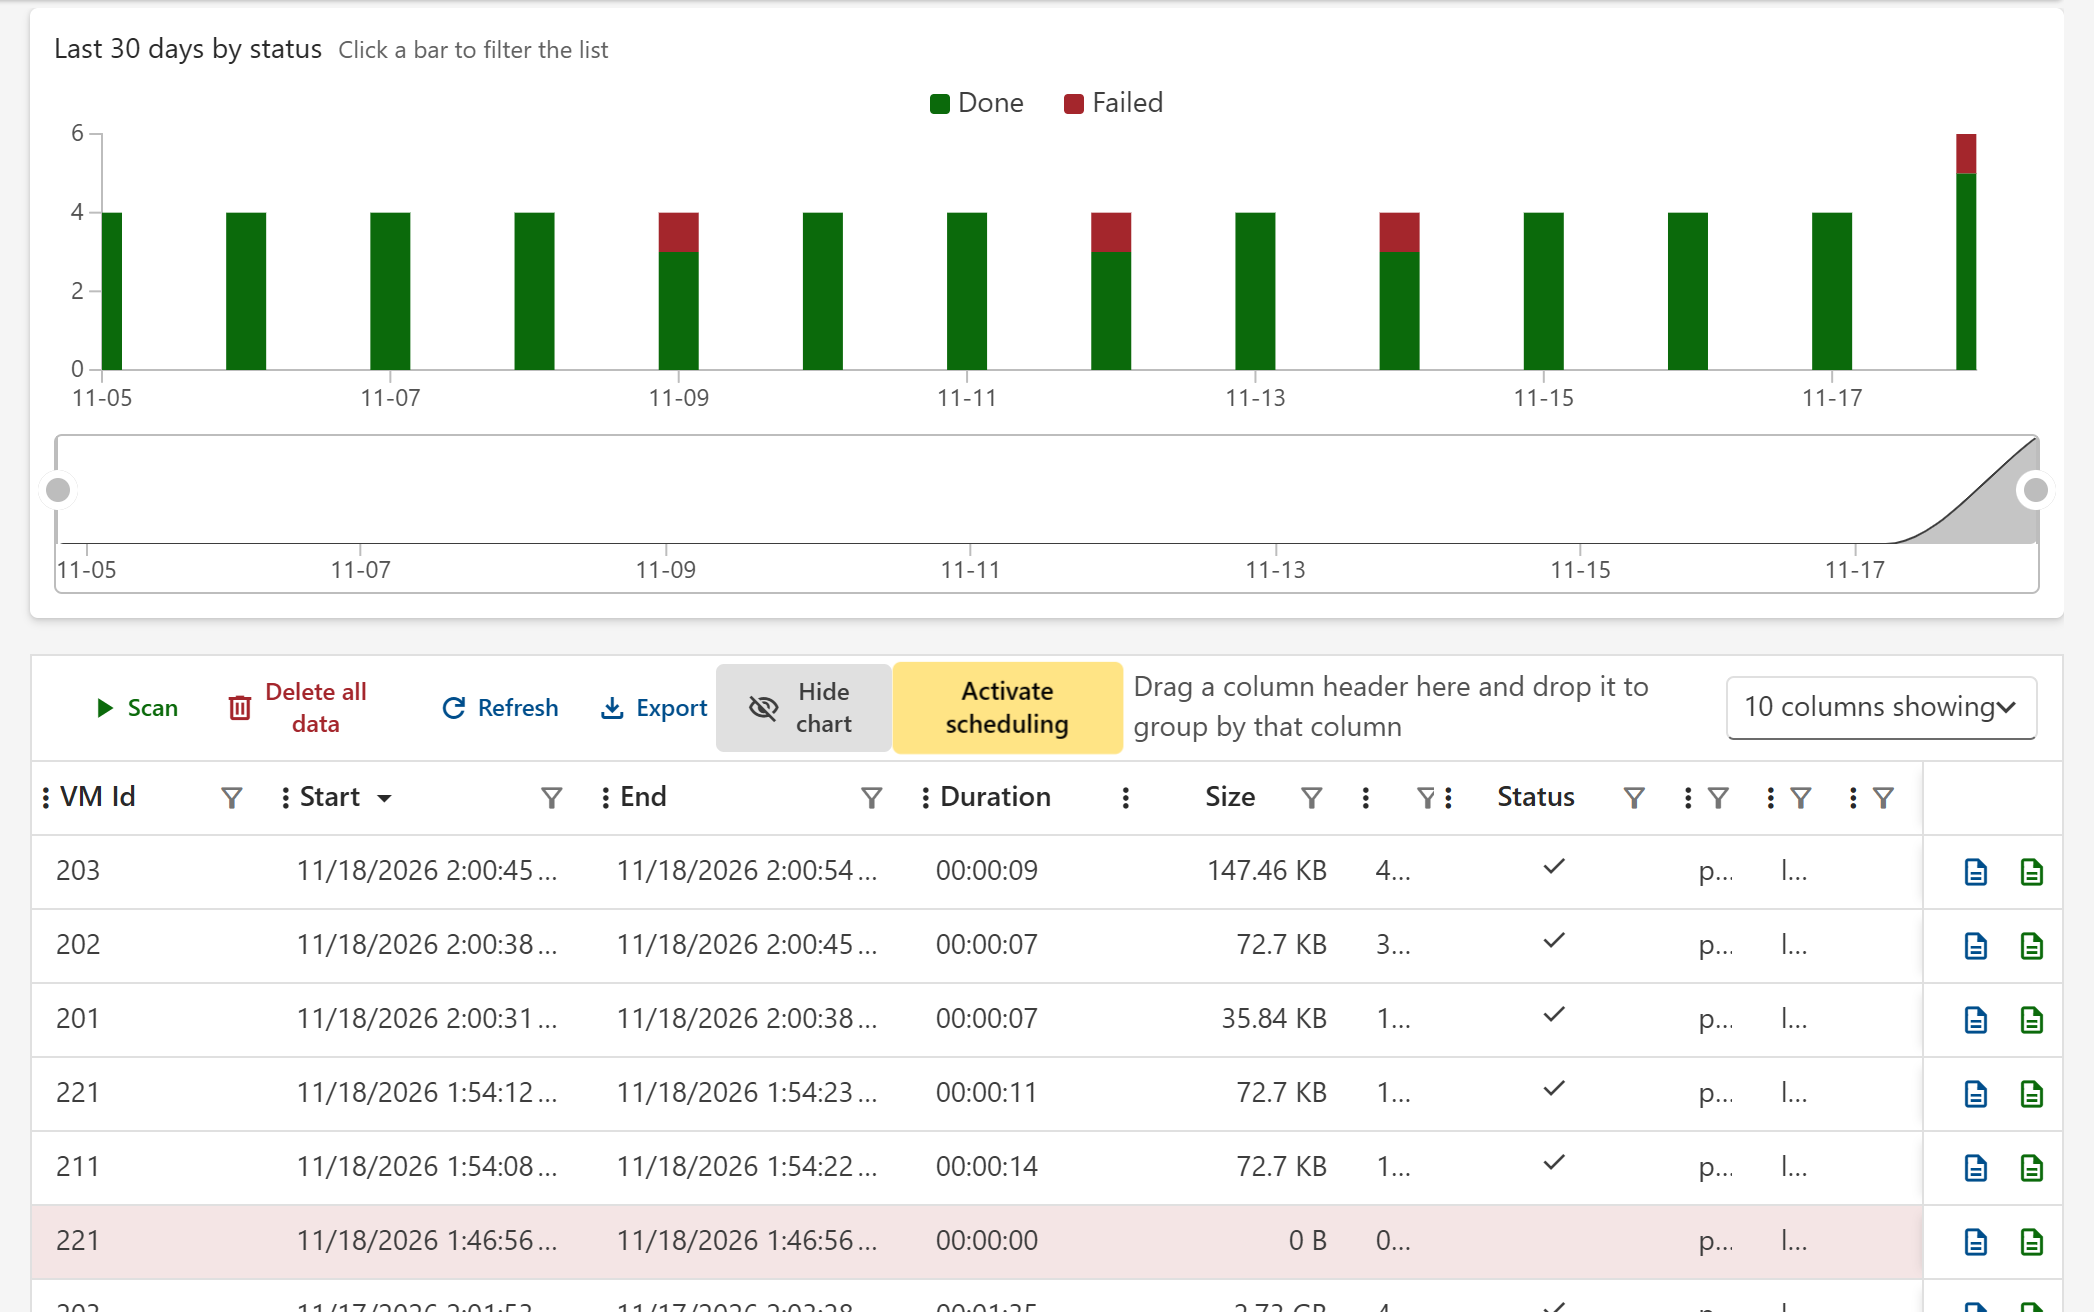 Last 30 days by status Click a bar to filter the list
Done Failed
6
4
2
0
11-05 11-07 11-09 11-11 11-13 11-15 11-17
11-05 11-07 11-09 11-11 11-13 11-15 11-17
Scan Delete all data Refresh Export Hide chart Activate scheduling Drag a column header here and drop it to group by that column 10 columns showing
VM Id Start End Duration Size Status
203 11/18/2026 2:00:45 ... 11/18/2026 2:00:54 ... 00:00:09 147.46 KB 4... p... l...
202 11/18/2026 2:00:38 ... 11/18/2026 2:00:45 ... 00:00:07 72.7 KB 3... p... l...
201 11/18/2026 2:00:31 ... 11/18/2026 2:00:38 ... 00:00:07 35.84 KB 1... p... l...
221 11/18/2026 1:54:12 ... 11/18/2026 1:54:23 ... 00:00:11 72.7 KB 1... p... l...
211 11/18/2026 1:54:08 ... 11/18/2026 1:54:22 ... 00:00:14 72.7 KB 1... p... l...
221 11/18/2026 1:46:56 ... 11/18/2026 1:46:56 ... 00:00:00 0 B 0... p... l...